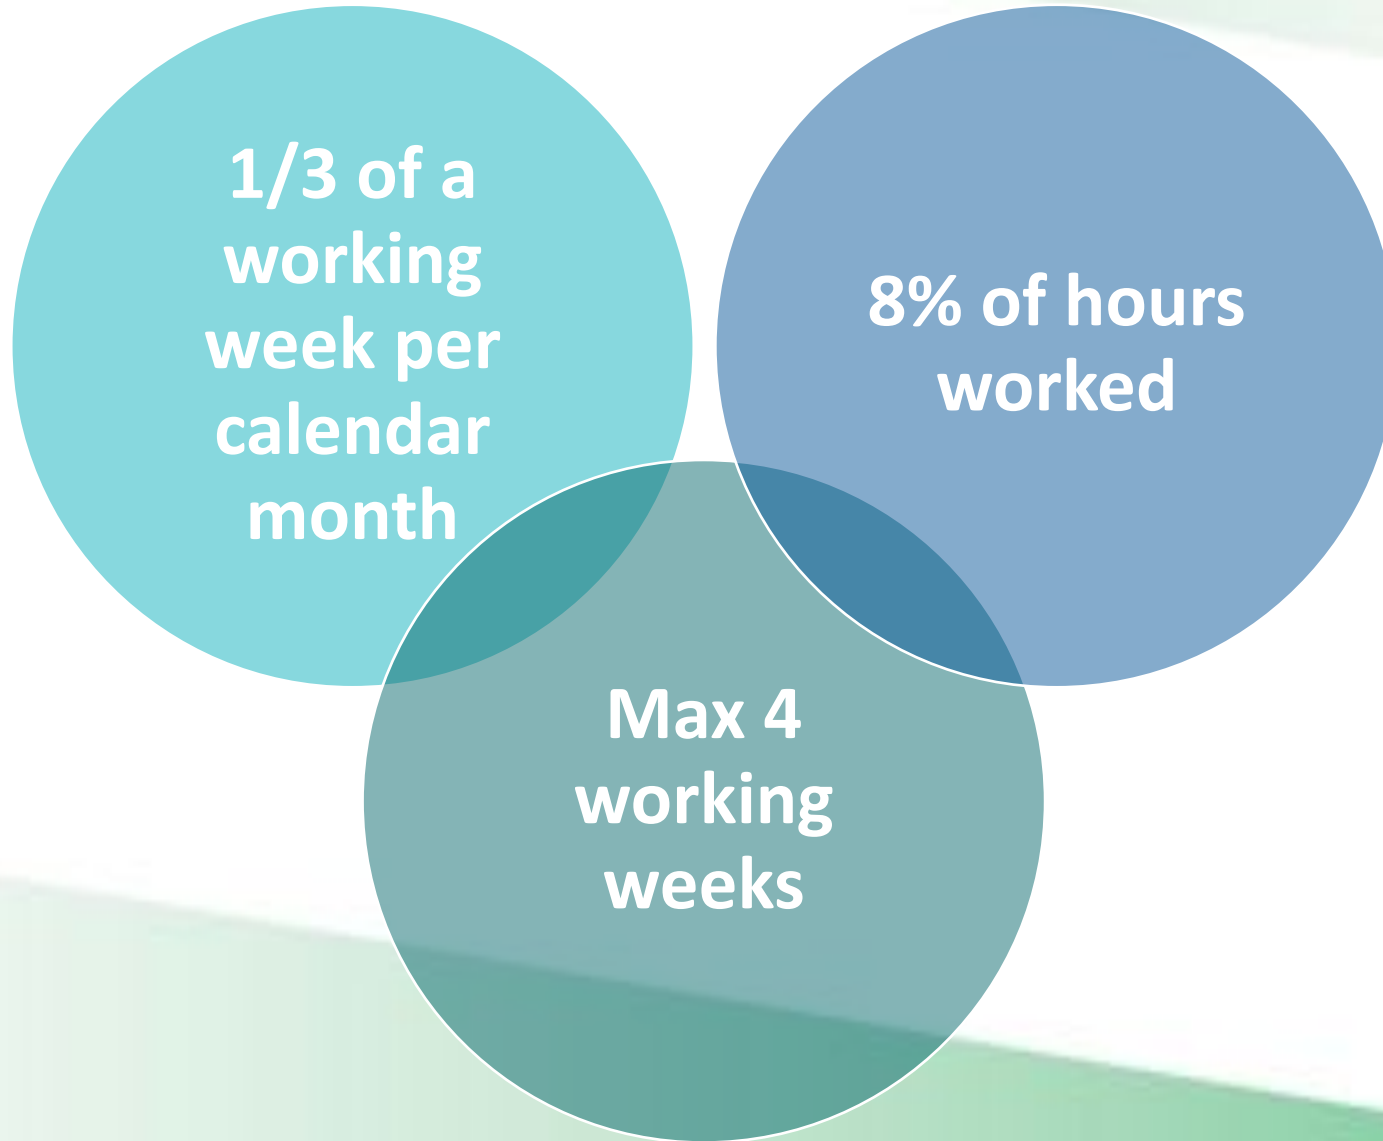 1/3 of a
working
week per
calendar
month
8% of hours
worked
Max 4
working
weeks